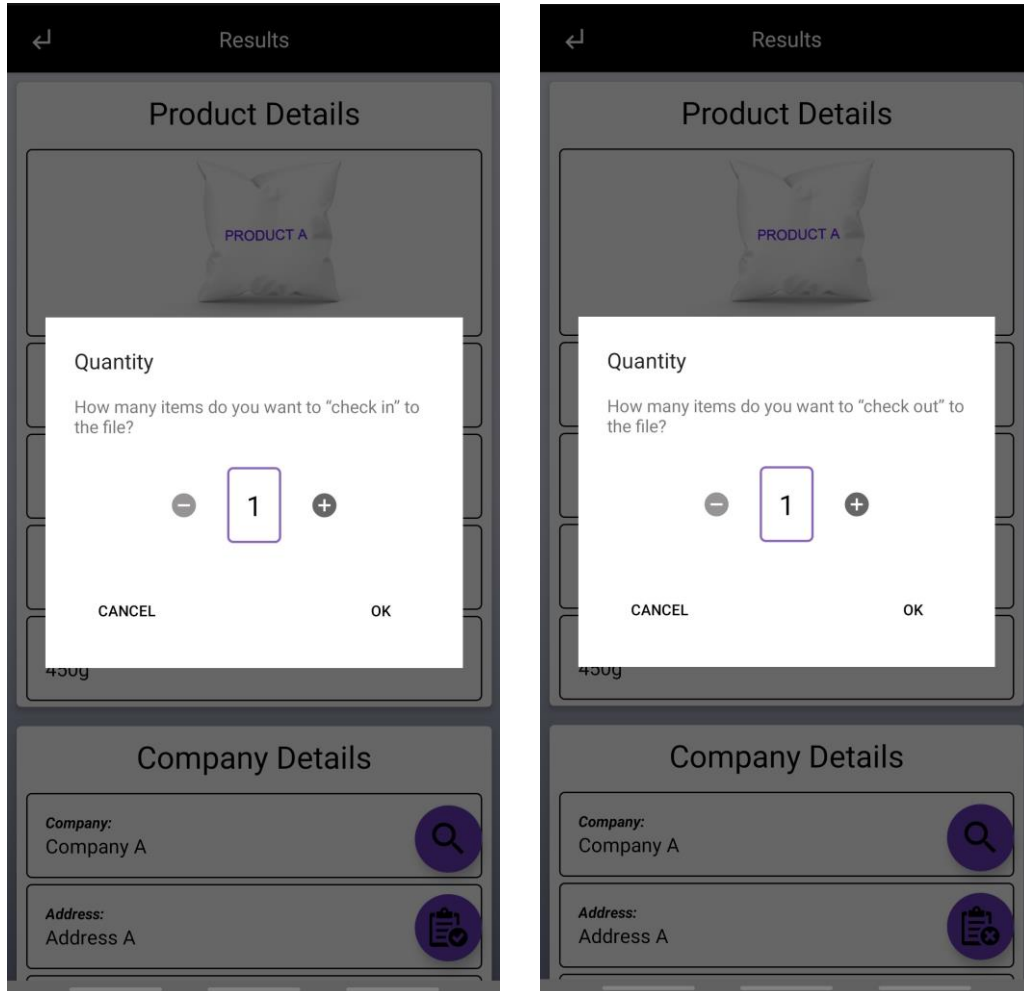 Results
Product Details
PRODUCT A
Quantity
How many items do you want to “check in” to
the file?
1
CANCEL
OK
450g
Company Details
Company:
Company A
Address:
Address A
Results
Product Details
PRODUCT A
Quantity
How many items do you want to “check out” to
the file?
1
CANCEL
OK
450g
Company Details
Company:
Company A
Address:
Address A